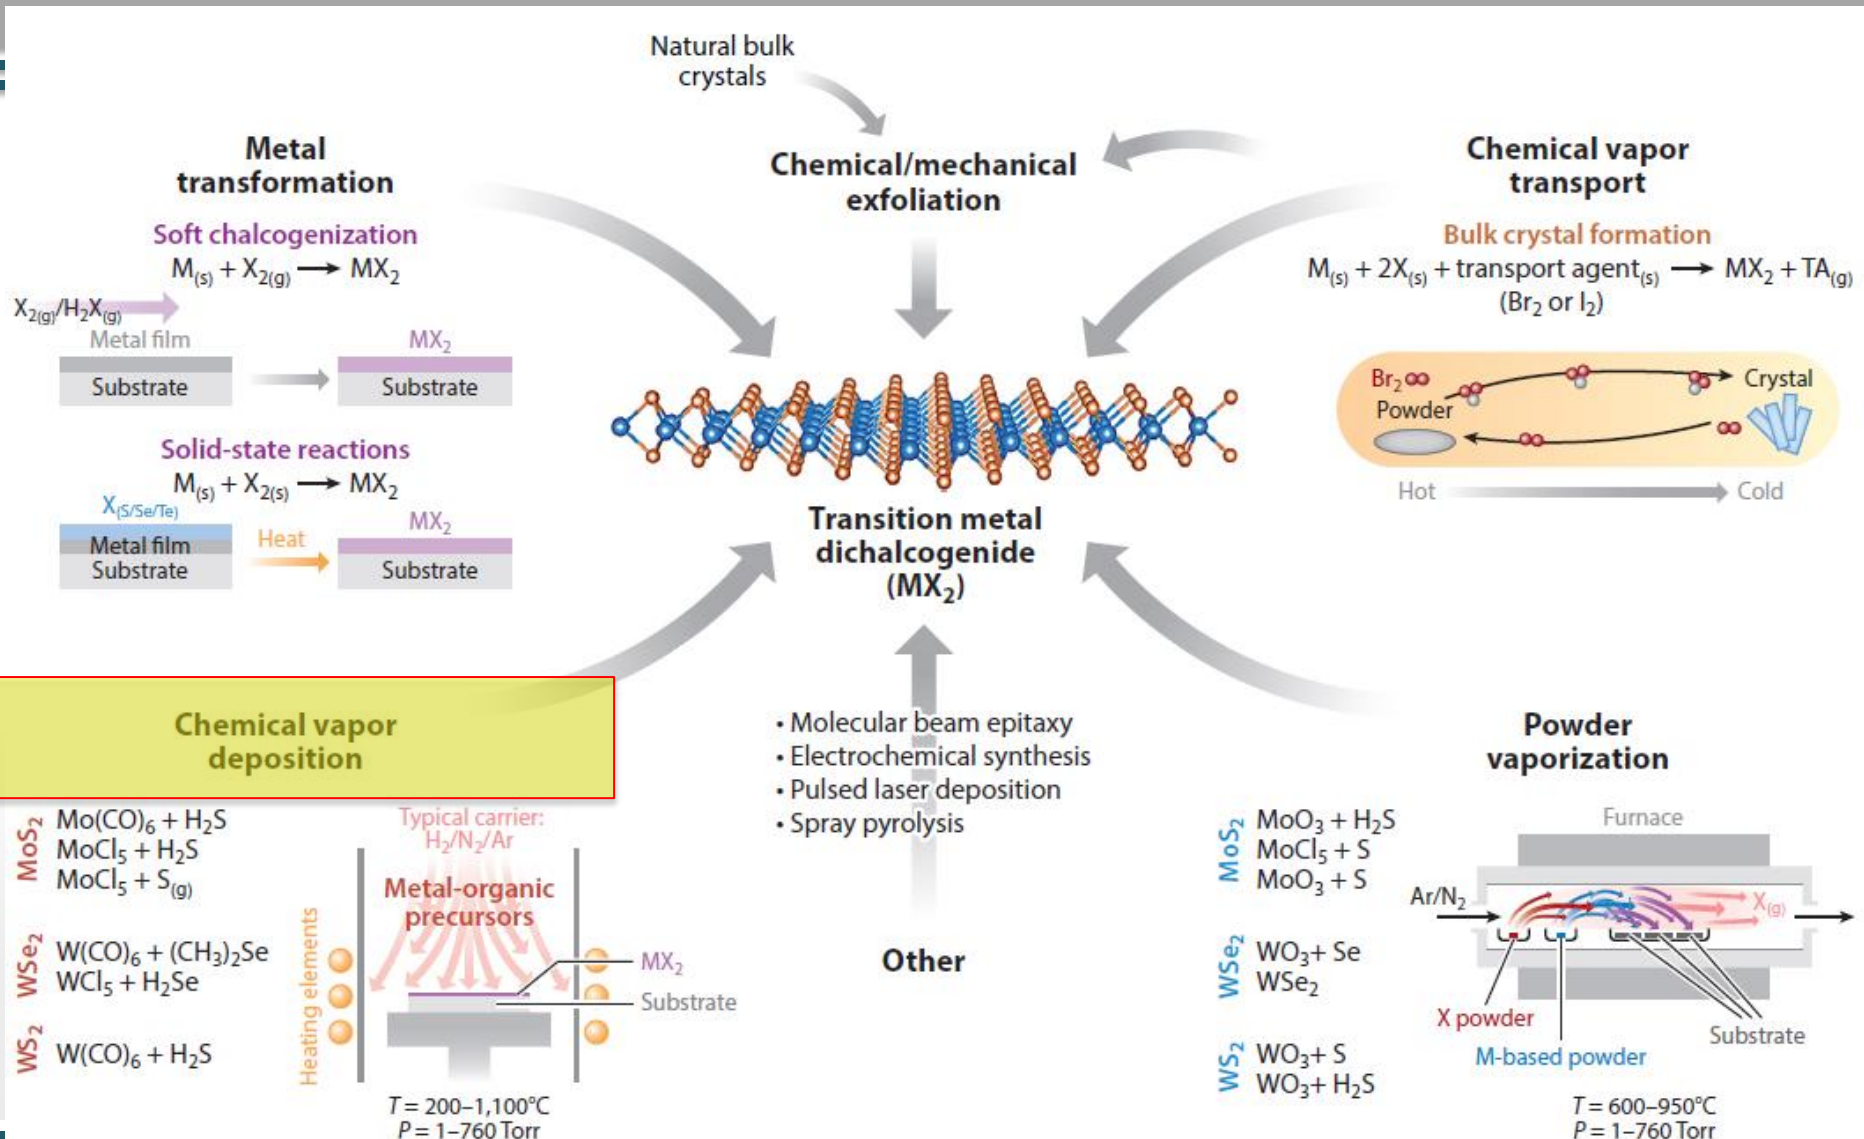 Natural bulk
crystals
Metal
transformation
Soft chalcogenization
M(s) + X2(g) ⟶ MX2
X2(g)/H2X(g)
Metal film
Substrate
MX2
Substrate
Solid-state reactions
M(s) + X2(s) ⟶ MX2
X(S/Se/Te)
Metal film
Substrate
Heat
MX2
Substrate
Chemical/mechanical
exfoliation
Chemical vapor
transport
Bulk crystal formation
M(s) + 2X(s) + transport agent(s) ⟶ MX2 + TA(g)
(Br2 or I2)
Br2
Powder
Crystal
Hot
Cold
Transition metal
dichalcogenide
(MX2)
Chemical vapor
deposition
MoS2
Mo(CO)6 + H2S
MoCl5 + H2S
MoCl5 + S(g)
WSe2
W(CO)6 + (CH3)2Se
WCl5 + H2Se
WS2
W(CO)6 + H2S
Typical carrier:
H2/N2/Ar
Metal-organic
precursors
Heating elements
MX2
Substrate
T = 200–1,100°C
P = 1–760 Torr
• Molecular beam epitaxy
• Electrochemical synthesis
• Pulsed laser deposition
• Spray pyrolysis
Other
Powder
vaporization
MoS2
MoO3 + H2S
MoCl5 + S
MoO3 + S
WSe2
WO3+ Se
WSe2
WS2
WO3+ S
WO3+ H2S
Furnace
Ar/N2
X(g)
X powder
M-based powder
Substrate
T = 600–950°C
P = 1–760 Torr